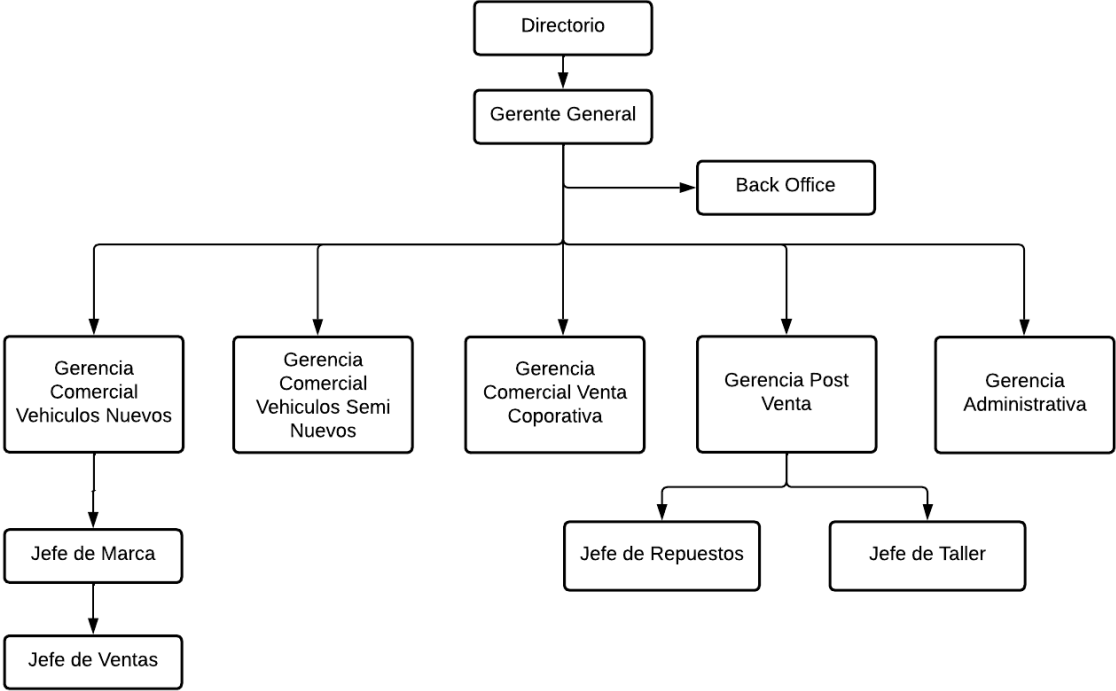 Directorio
Gerente General
Back Office
Gerencia
Comercial
Vehiculos Nuevos
Gerencia
Comercial
Vehiculos Semi
Nuevos
Gerencia
Comercial Venta
Coporativa
Gerencia Post
Venta
Gerencia
Administrativa
Jefe de Marca
Jefe de Repuestos
Jefe de Taller
Jefe de Ventas